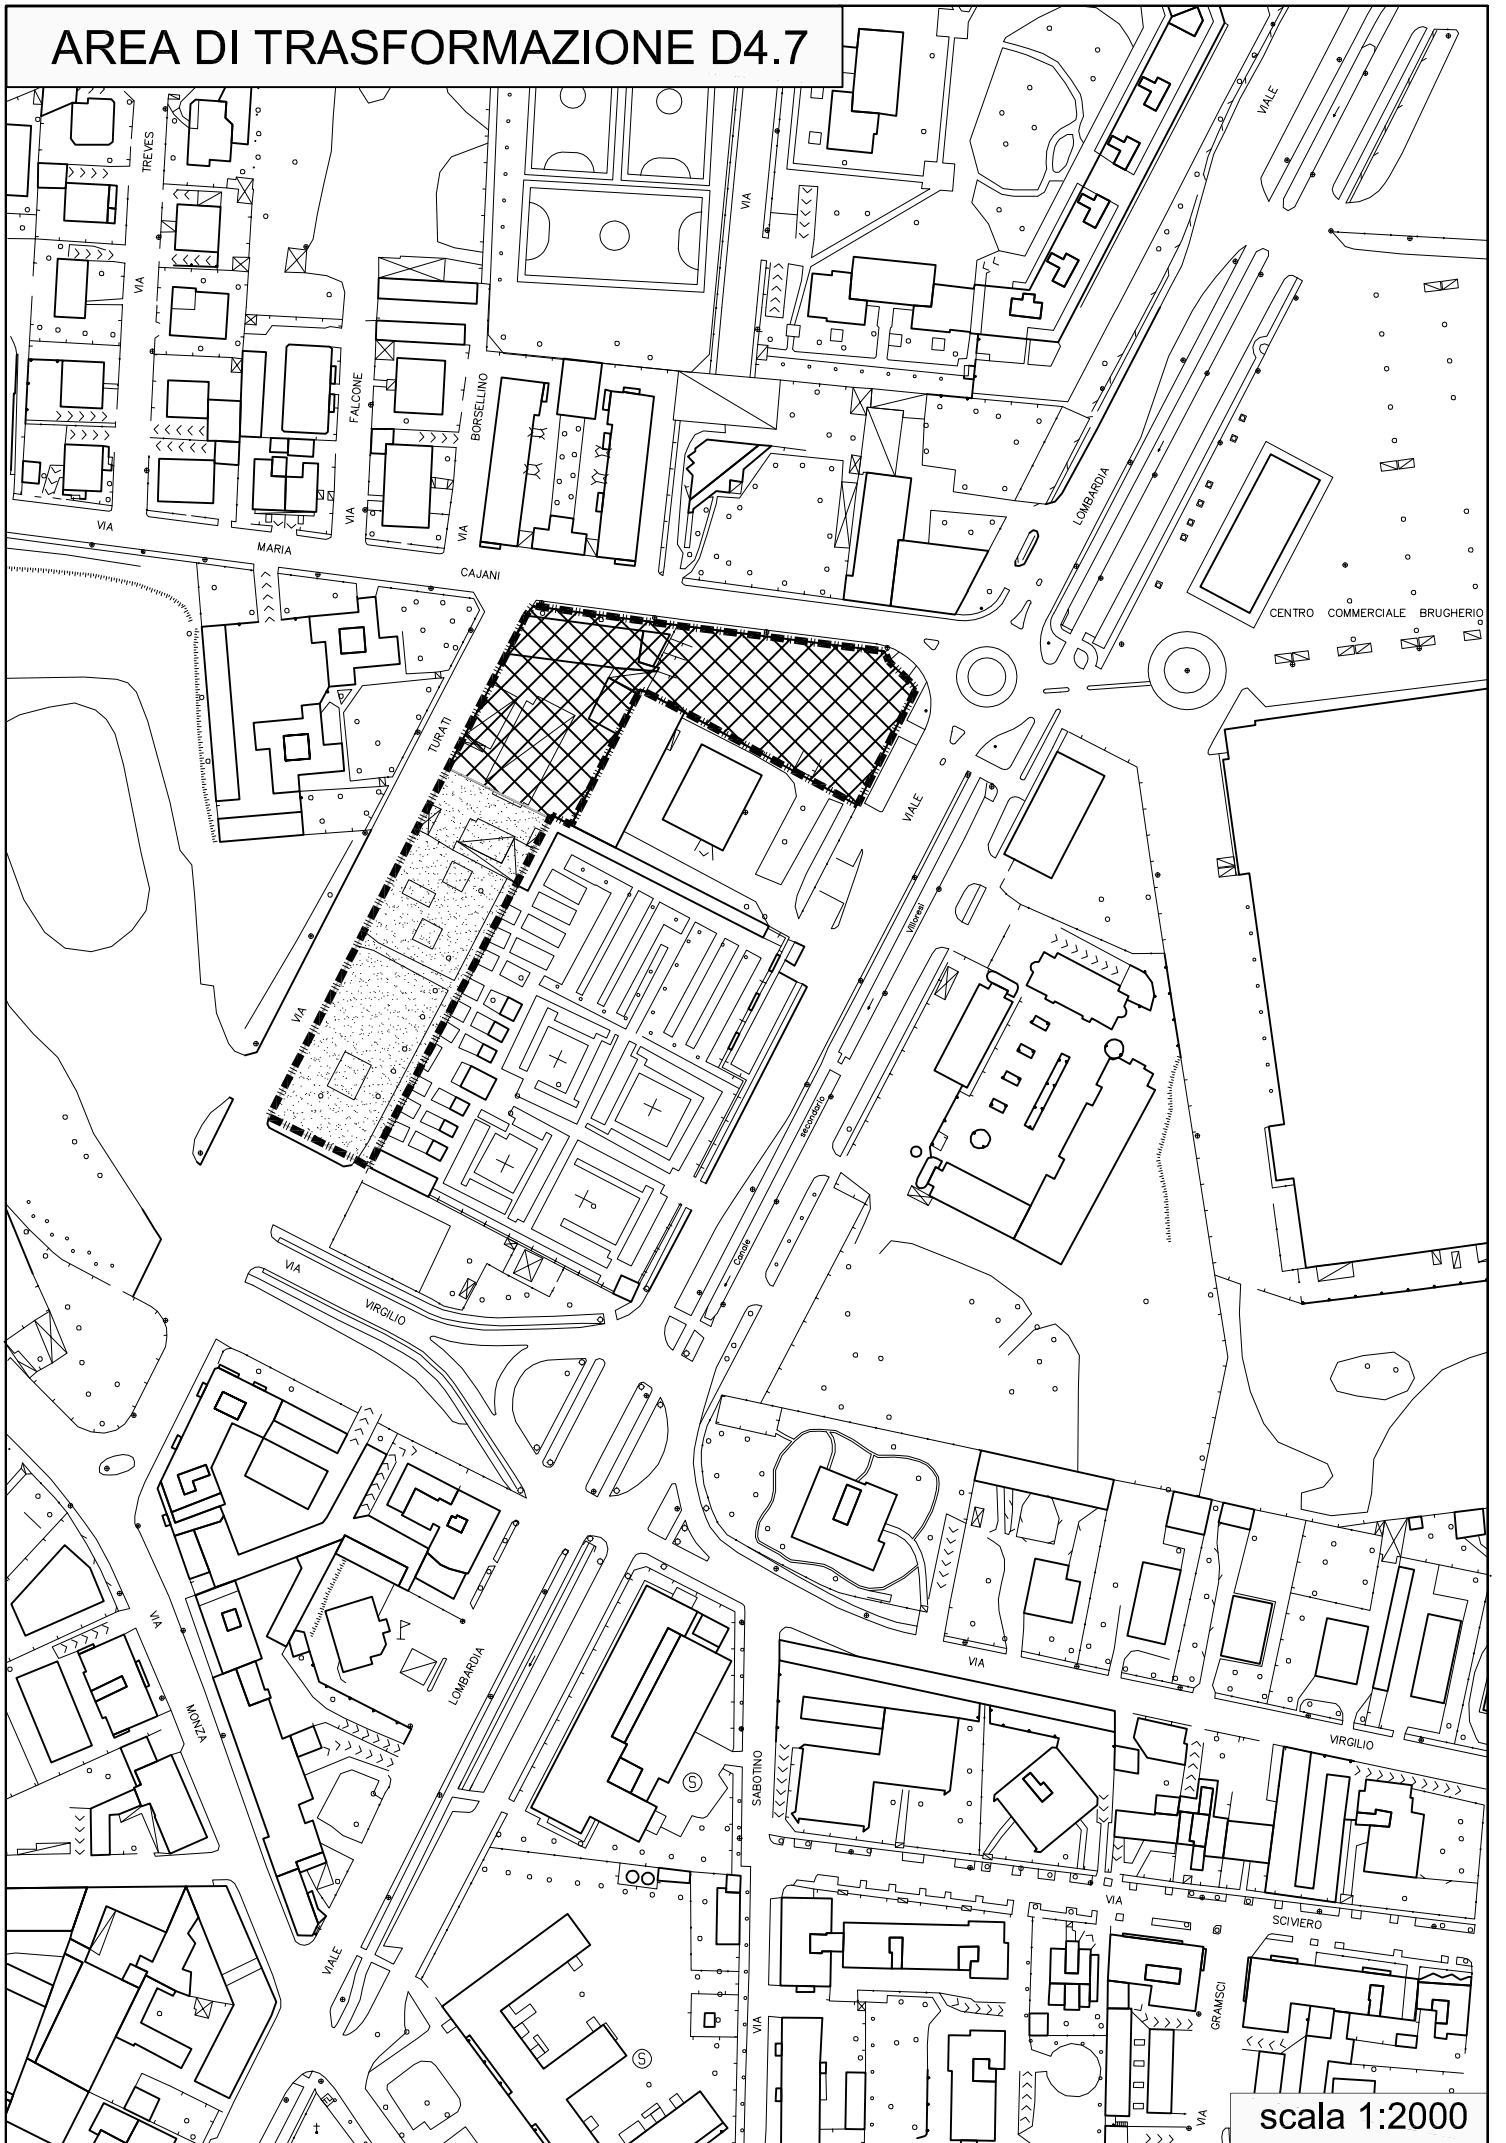 AREA DI TRASFORMAZIONE D4.7
VIALE
TREVES
VIA
VIA
FALCONE
BORSELLINO
LOMBARDIA
VIA
VIA
VIA
MARIA
CAJANI
CENTRO COMMERCIALE BRUGHERIO
TURATI
VIALE
Villoresi
VIA
secondario
Canale
VIA
VIRGILIO
VIA
LOMBARDIA
VIA
MONZA
VIRGILIO
SABOTINO
S
VIA
SCIVIERO
VIALE
GRAMSCI
VIA
S
VIA
scala 1:2000